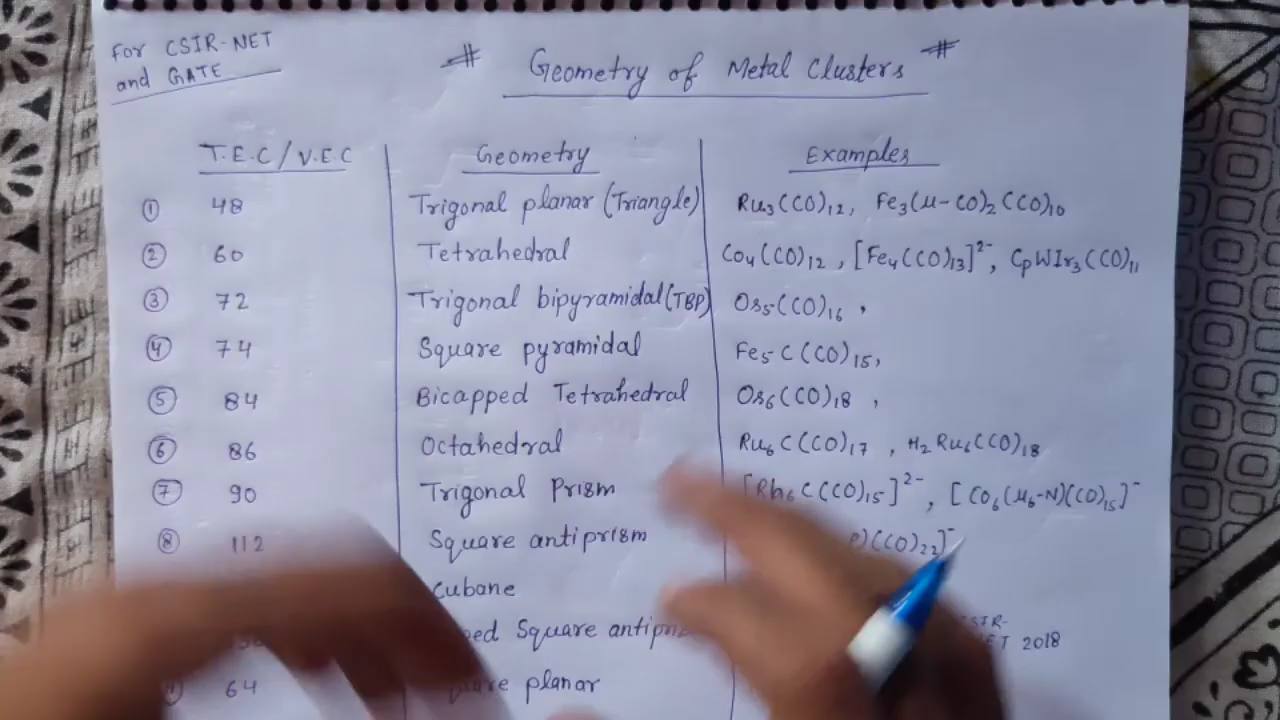 For CSIR-NET
and GATE
# Geometry of Metal Clusters #
T.E.C / V.E.C Geometry Examples
① 48 Trigonal planar (Triangle) Ru3(CO)12, Fe3(μ-CO)2(CO)10
② 60 Tetrahedral Co4(CO)12, [Fe4(CO)13]2-, CpWIr3(CO)11
③ 72 Trigonal bipyramidal (TBP) Os5(CO)16,
④ 74 Square pyramidal Fe5C(CO)15,
⑤ 84 Bicapped Tetrahedral Os6(CO)18,
⑥ 86 Octahedral Ru6C(CO)17, H2Ru6(CO)18
⑦ 90 Trigonal Prism [Rh6C(CO)15]2-, [Co6(μ6-N)(CO)15]-
⑧ 112 Square antiprism P)(CO)22]-
Cubane
Square 2018
64 planar